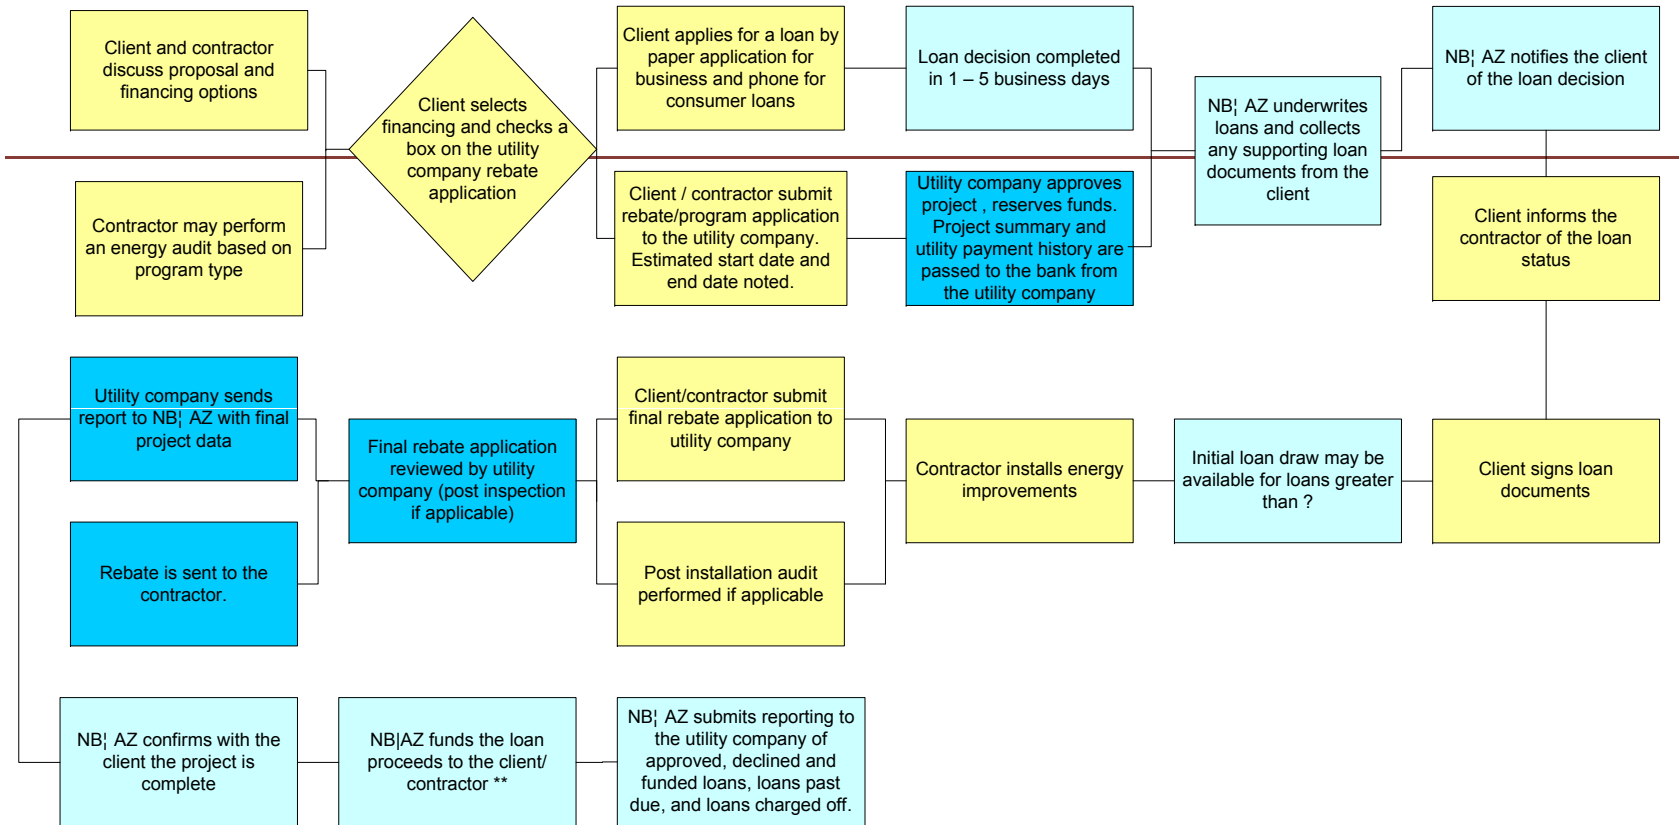 Client and contractor
discuss proposal and
financing options
Contractor may perform
an energy audit based on
program type
Client selects
financing and checks a
box on the utility
company rebate
application
Client applies for a loan by
paper application for
business and phone for
consumer loans
Client / contractor submit
rebate/program application
to the utility company.
Estimated start date and
end date noted.
Loan decision completed
in 1 – 5 business days
Utility company approves
project , reserves funds.
Project summary and
utility payment history are
passed to the bank from
the utility company
NB¦ AZ underwrites
loans and collects
any supporting loan
documents from the
client
NB¦ AZ notifies the client
of the loan decision
Client informs the
contractor of the loan
status
Client signs loan
documents
Initial loan draw may be
available for loans greater
than ?
Contractor installs energy
improvements
Client/contractor submit
final rebate application to
utility company
Post installation audit
performed if applicable
Final rebate application
reviewed by utility
company (post inspection
if applicable)
Utility company sends
report to NB¦ AZ with final
project data
Rebate is sent to the
contractor.
NB¦ AZ confirms with the
client the project is
complete
NB|AZ funds the loan
proceeds to the client/
contractor **
NB¦ AZ submits reporting to
the utility company of
approved, declined and
funded loans, loans past
due, and loans charged off.